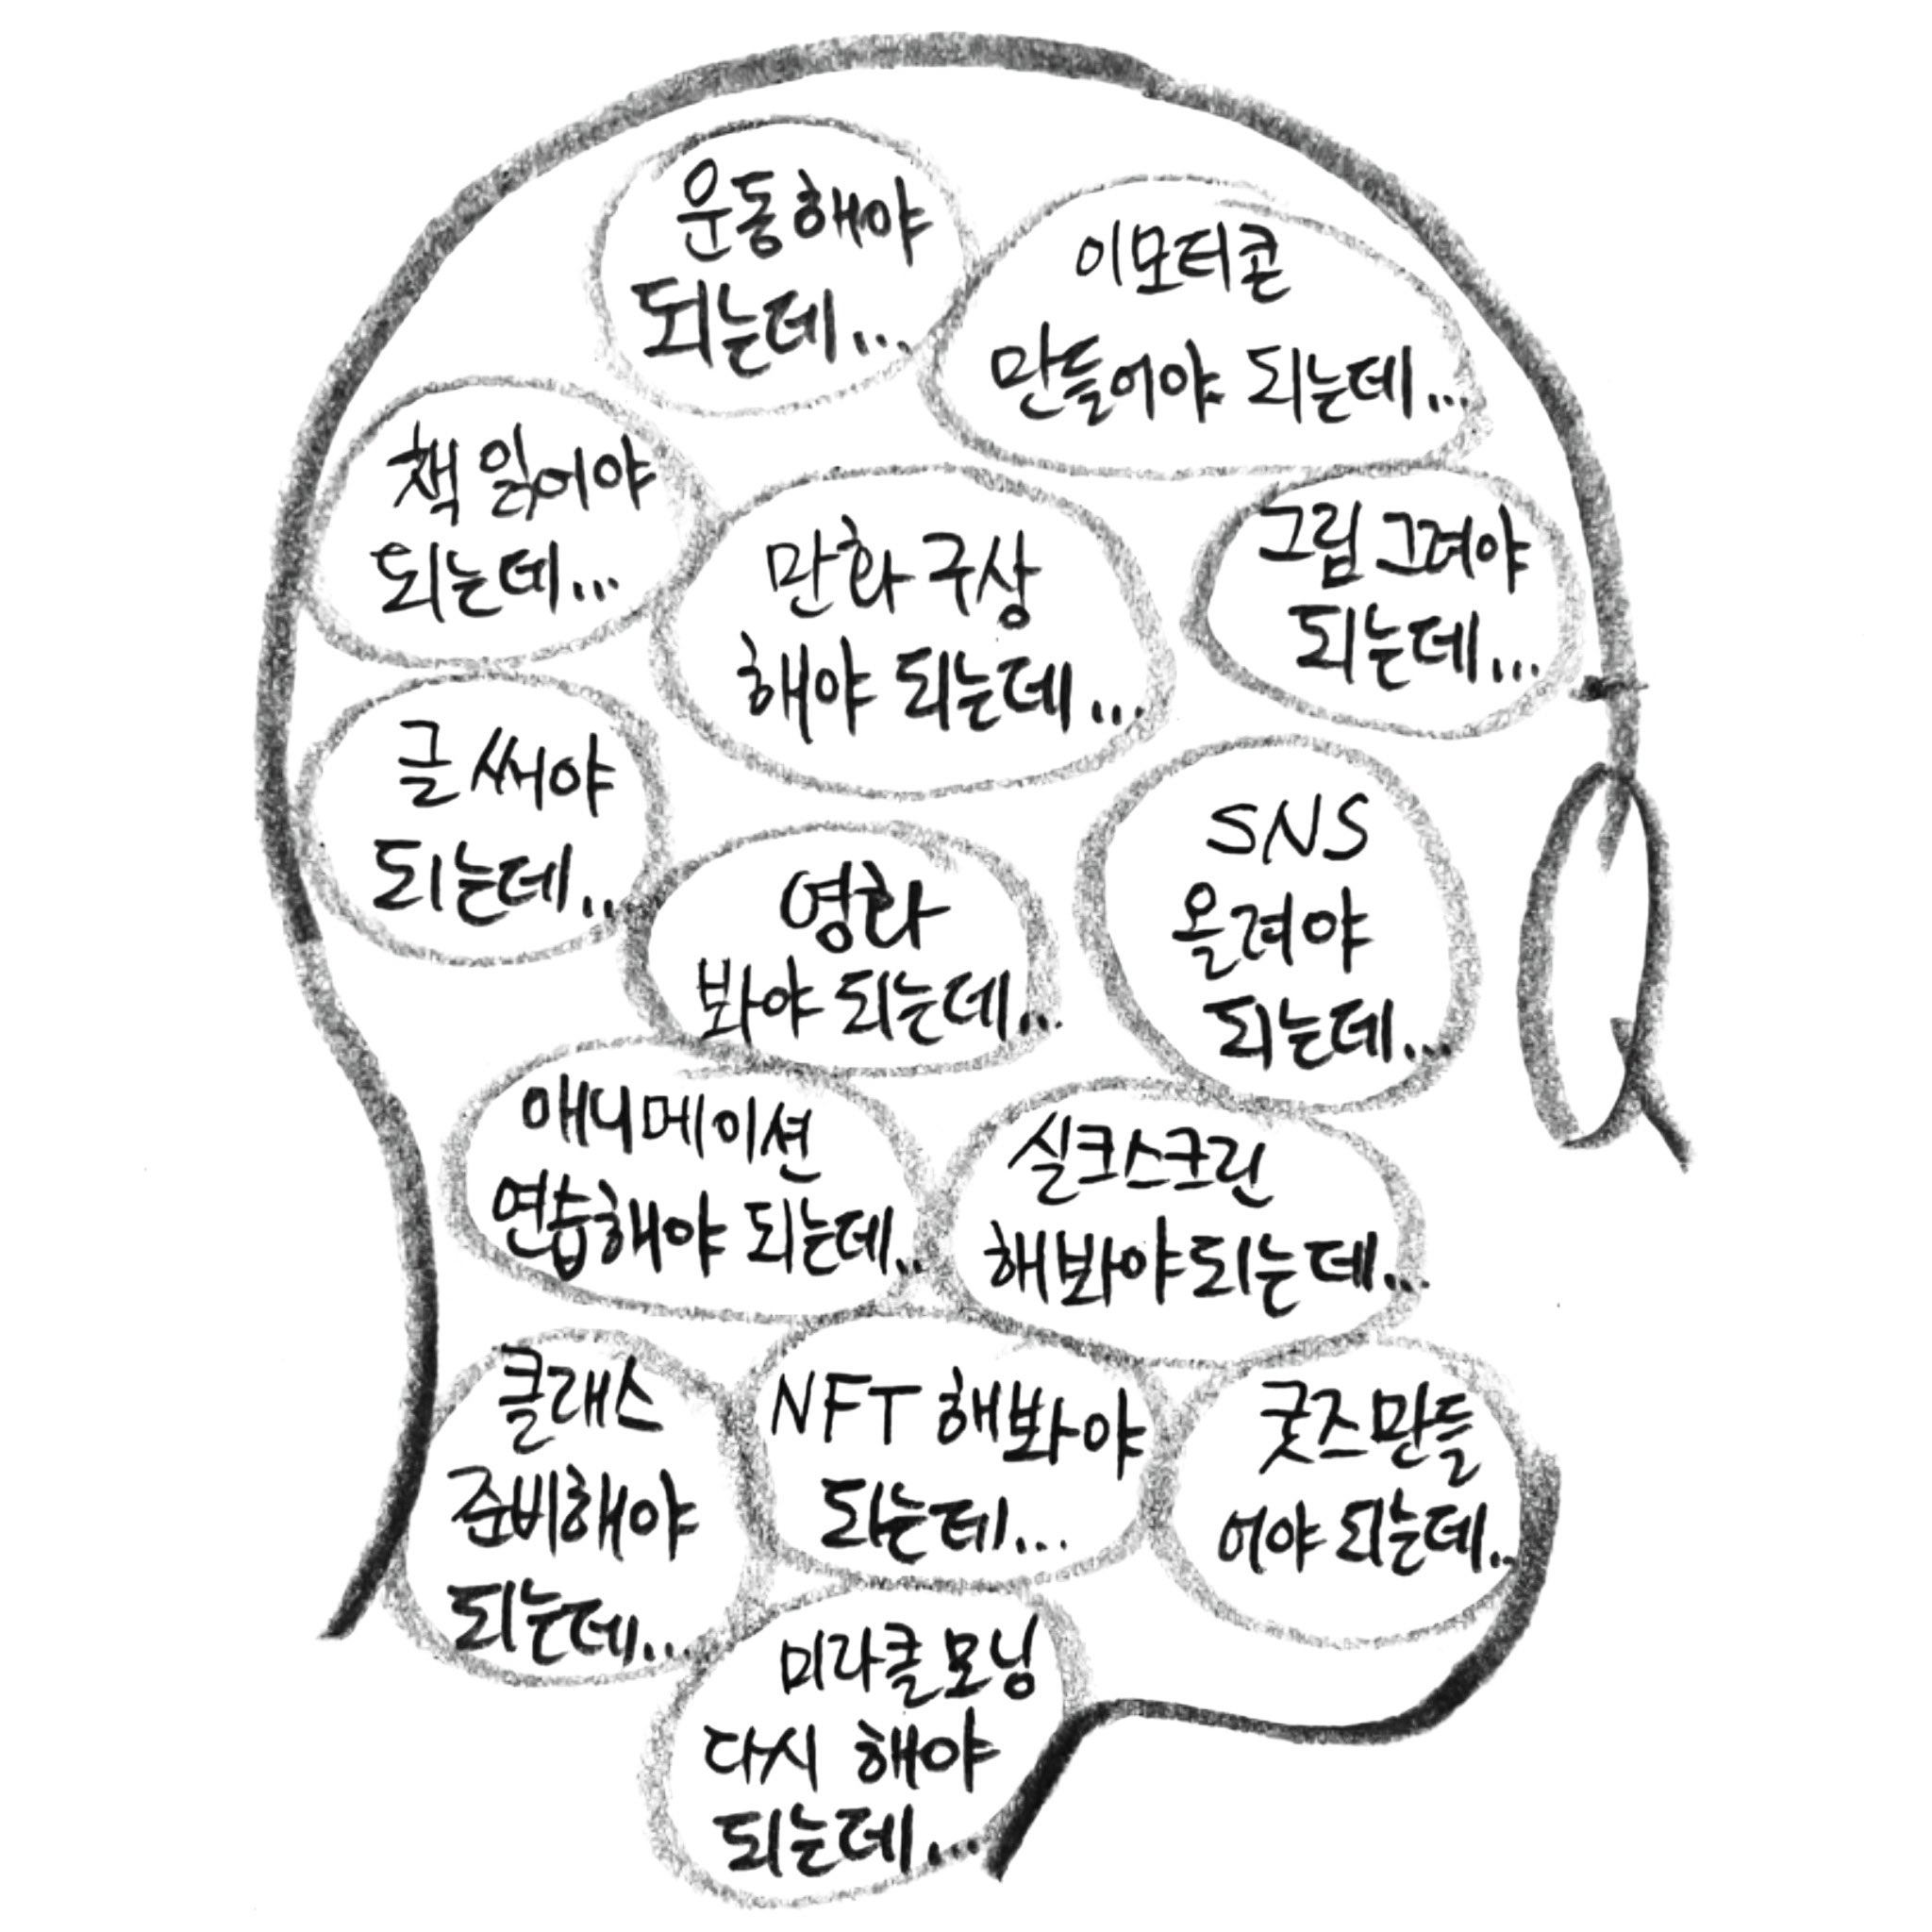 운동해야
되는데...
이모티콘
만들어야 되는데...
책 읽어야
되는데...
만화 구상
해야 되는데...
그림 그려야
되는데...
글 써야
되는데...
영화
봐야 되는데...
SNS
올려야
되는데...
애니메이션
연습해야 되는데..
실크스크린
해봐야되는데...
클래스
준비해야
되는데...
NFT 해봐야
되는데...
굿즈만들
어야 되는데..
미라클모닝
다시 해야
되는데...